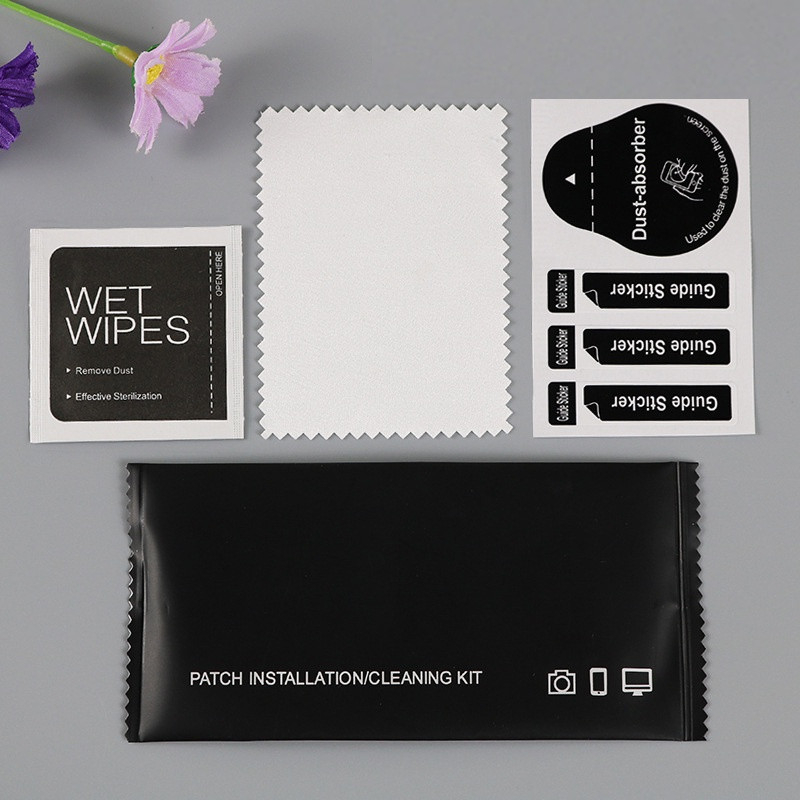 WET
WIPES
▸ Remove Dust
▸ Effective Sterilization
OPEN HERE
Dust-absorber
Used to clear the dust on the screen.
Guide Sticker
Guide Sticker
Guide Sticker
Guide Sticker
Guide Sticker
Guide Sticker
PATCH INSTALLATION/CLEANING KIT